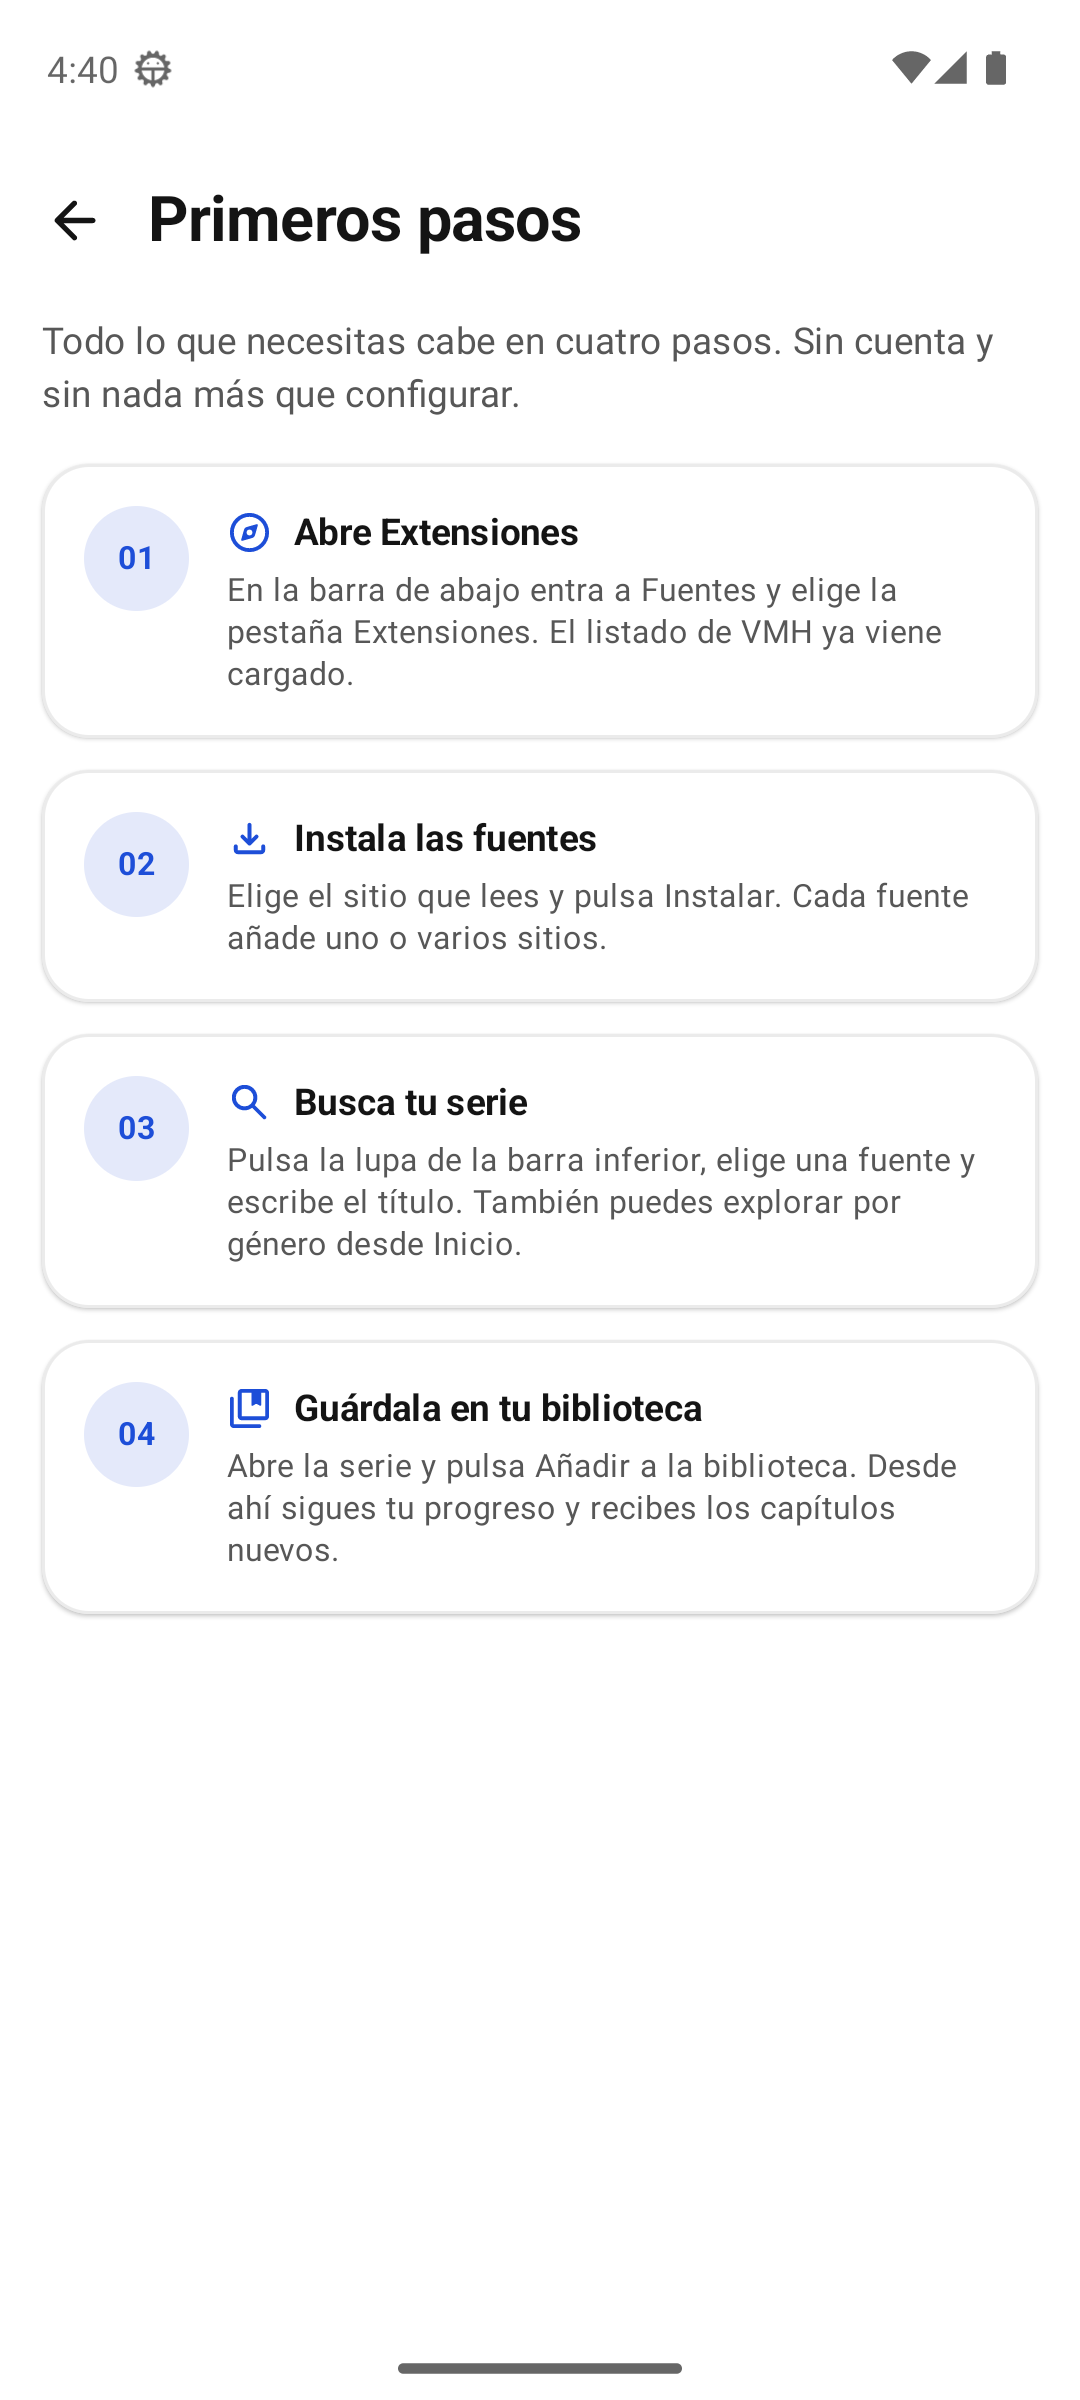 4:40
Primeros pasos
Todo lo que necesitas cabe en cuatro pasos. Sin cuenta y
sin nada más que configurar.
01
Abre Extensiones
En la barra de abajo entra a Fuentes y elige la
pestaña Extensiones. El listado de VMH ya viene
cargado.
02
Instala las fuentes
Elige el sitio que lees y pulsa Instalar. Cada fuente
añade uno o varios sitios.
03
Busca tu serie
Pulsa la lupa de la barra inferior, elige una fuente y
escribe el título. También puedes explorar por
género desde Inicio.
04
Guárdala en tu biblioteca
Abre la serie y pulsa Añadir a la biblioteca. Desde
ahí sigues tu progreso y recibes los capítulos
nuevos.